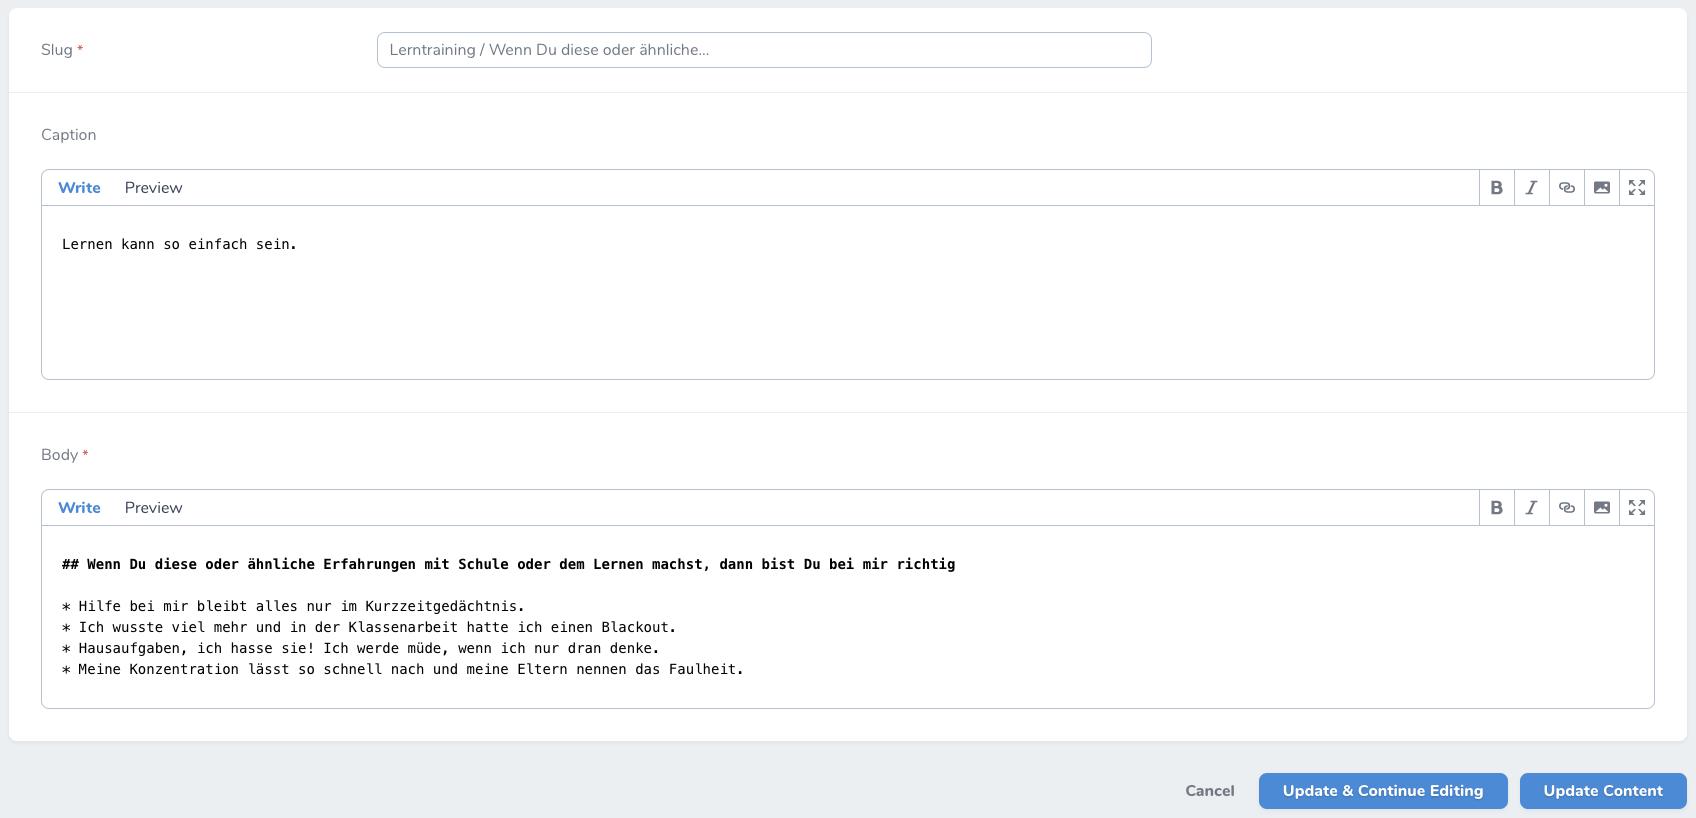 Slug *
Lerntraining / Wenn Du diese oder ähnliche...
Caption
Write Preview
Lernen kann so einfach sein.
Body *
Write Preview
## Wenn Du diese oder ähnliche Erfahrungen mit Schule oder dem Lernen machst, dann bist Du bei mir richtig
* Hilfe bei mir bleibt alles nur im Kurzzeitgedächtnis.
* Ich wusste viel mehr und in der Klassenarbeit hatte ich einen Blackout.
* Hausaufgaben, ich hasse sie! Ich werde müde, wenn ich nur dran denke.
* Meine Konzentration lässt so schnell nach und meine Eltern nennen das Faulheit.
Cancel Update & Continue Editing Update Content